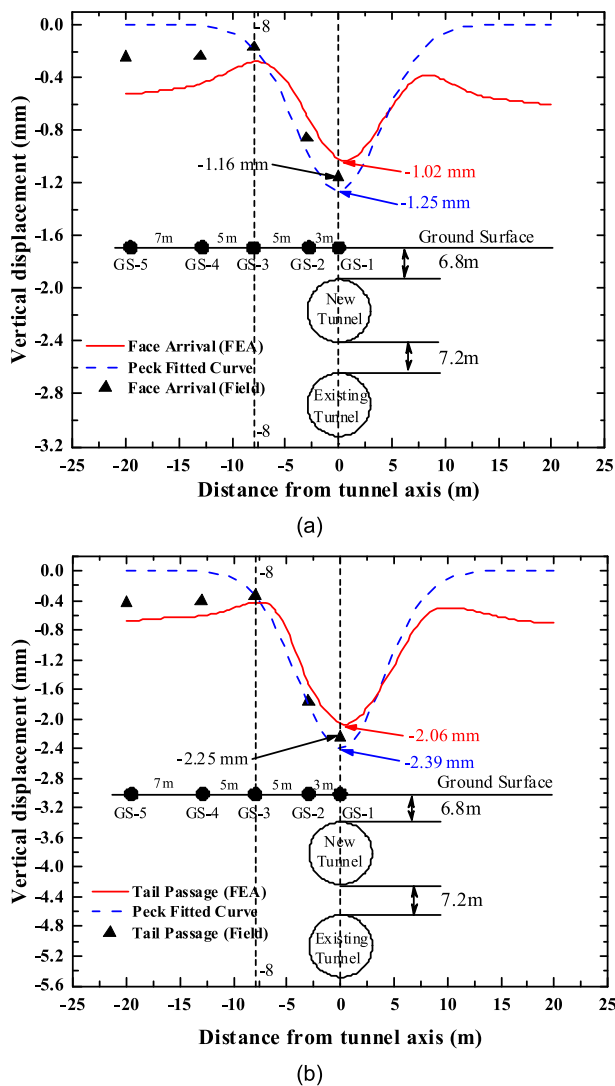 0.0
-0.4
-0.8
-1.2
-1.6
-2.0
-2.4
-2.8
-3.2
Vertical displacement (mm)
-8
-1.16 mm
-1.02 mm
-1.25 mm
7m 5m 5m 3m
Ground Surface
GS-5 GS-4 GS-3 GS-2 GS-1
6.8m
New
Tunnel
7.2m
Existing
Tunnel
Face Arrival (FEA)
Peck Fitted Curve
Face Arrival (Field)
-8
-25 -20 -15 -10 -5 0 5 10 15 20 25
Distance from tunnel axis (m)
(a)
0.0
-0.4
-0.8
-1.2
-1.6
-2.0
-2.4
-2.8
-3.2
-3.6
-4.0
-4.4
-4.8
-5.2
-5.6
Vertical displacement (mm)
-8
-2.25 mm
-2.06 mm
-2.39 mm
7m 5m 5m 3m
Ground Surface
GS-5 GS-4 GS-3 GS-2 GS-1
6.8m
New
Tunnel
7.2m
Existing
Tunnel
Tail Passage (FEA)
Peck Fitted Curve
Tail Passage (Field)
-8
-25 -20 -15 -10 -5 0 5 10 15 20 25
Distance from tunnel axis (m)
(b)